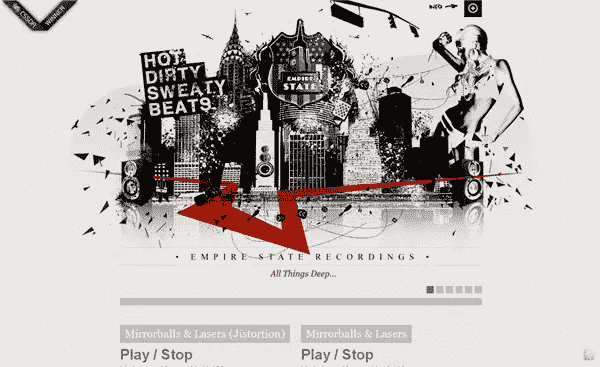 WINNER
INFO
HOT
DIRTY
SWEATY
BEATS
EMPIRE
STATE
• EMPIRE STATE RECORDINGS •
All Things Deep...
Mirrorballs & Lasers (Jistortion)
Mirrorballs & Lasers
Play / Stop
Play / Stop